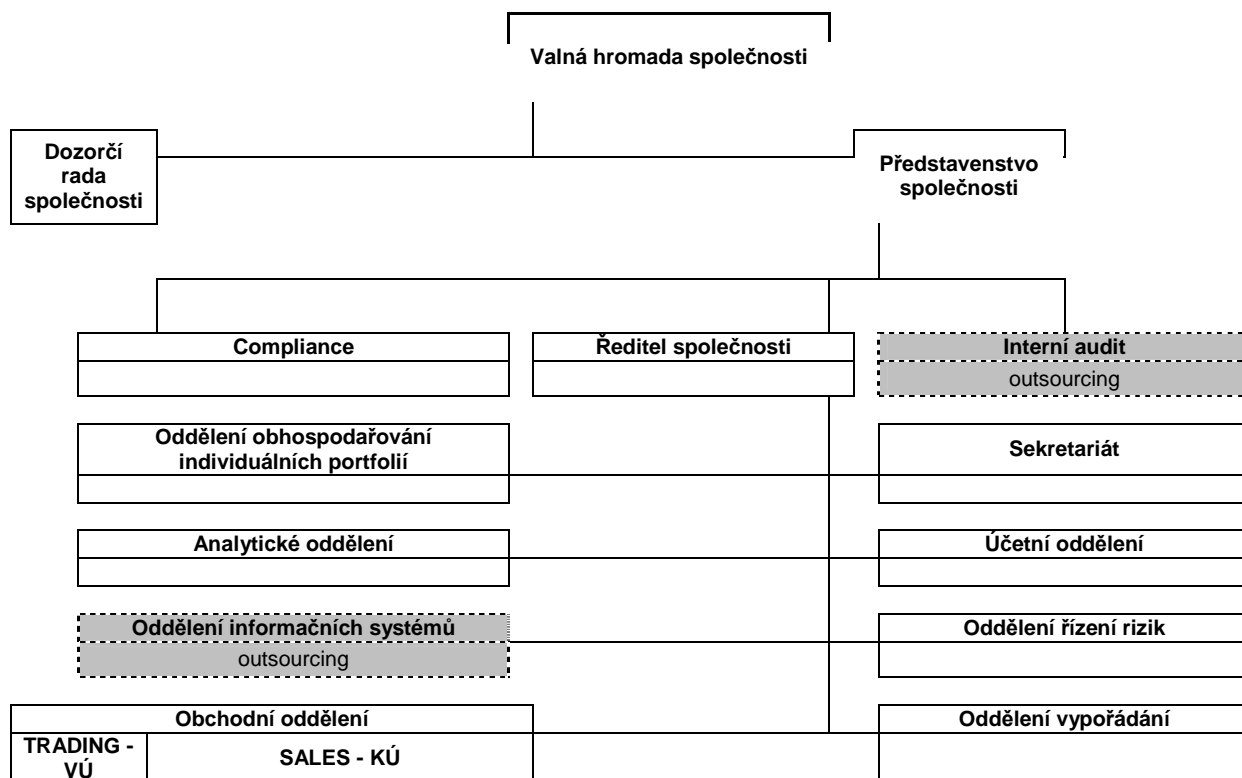 Valná hromada společnosti
Dozorčí
rada
společnosti
Představenstvo
společnosti
Compliance
Ředitel společnosti
Interní audit
outsourcing
Oddělení obhospodařování
individuálních portfolií
Sekretariát
Analytické oddělení
Účetní oddělení
Oddělení informačních systémů
outsourcing
Oddělení řízení rizik
Obchodní oddělení
Oddělení vypořádání
TRADING -
VÚ
SALES - KÚ